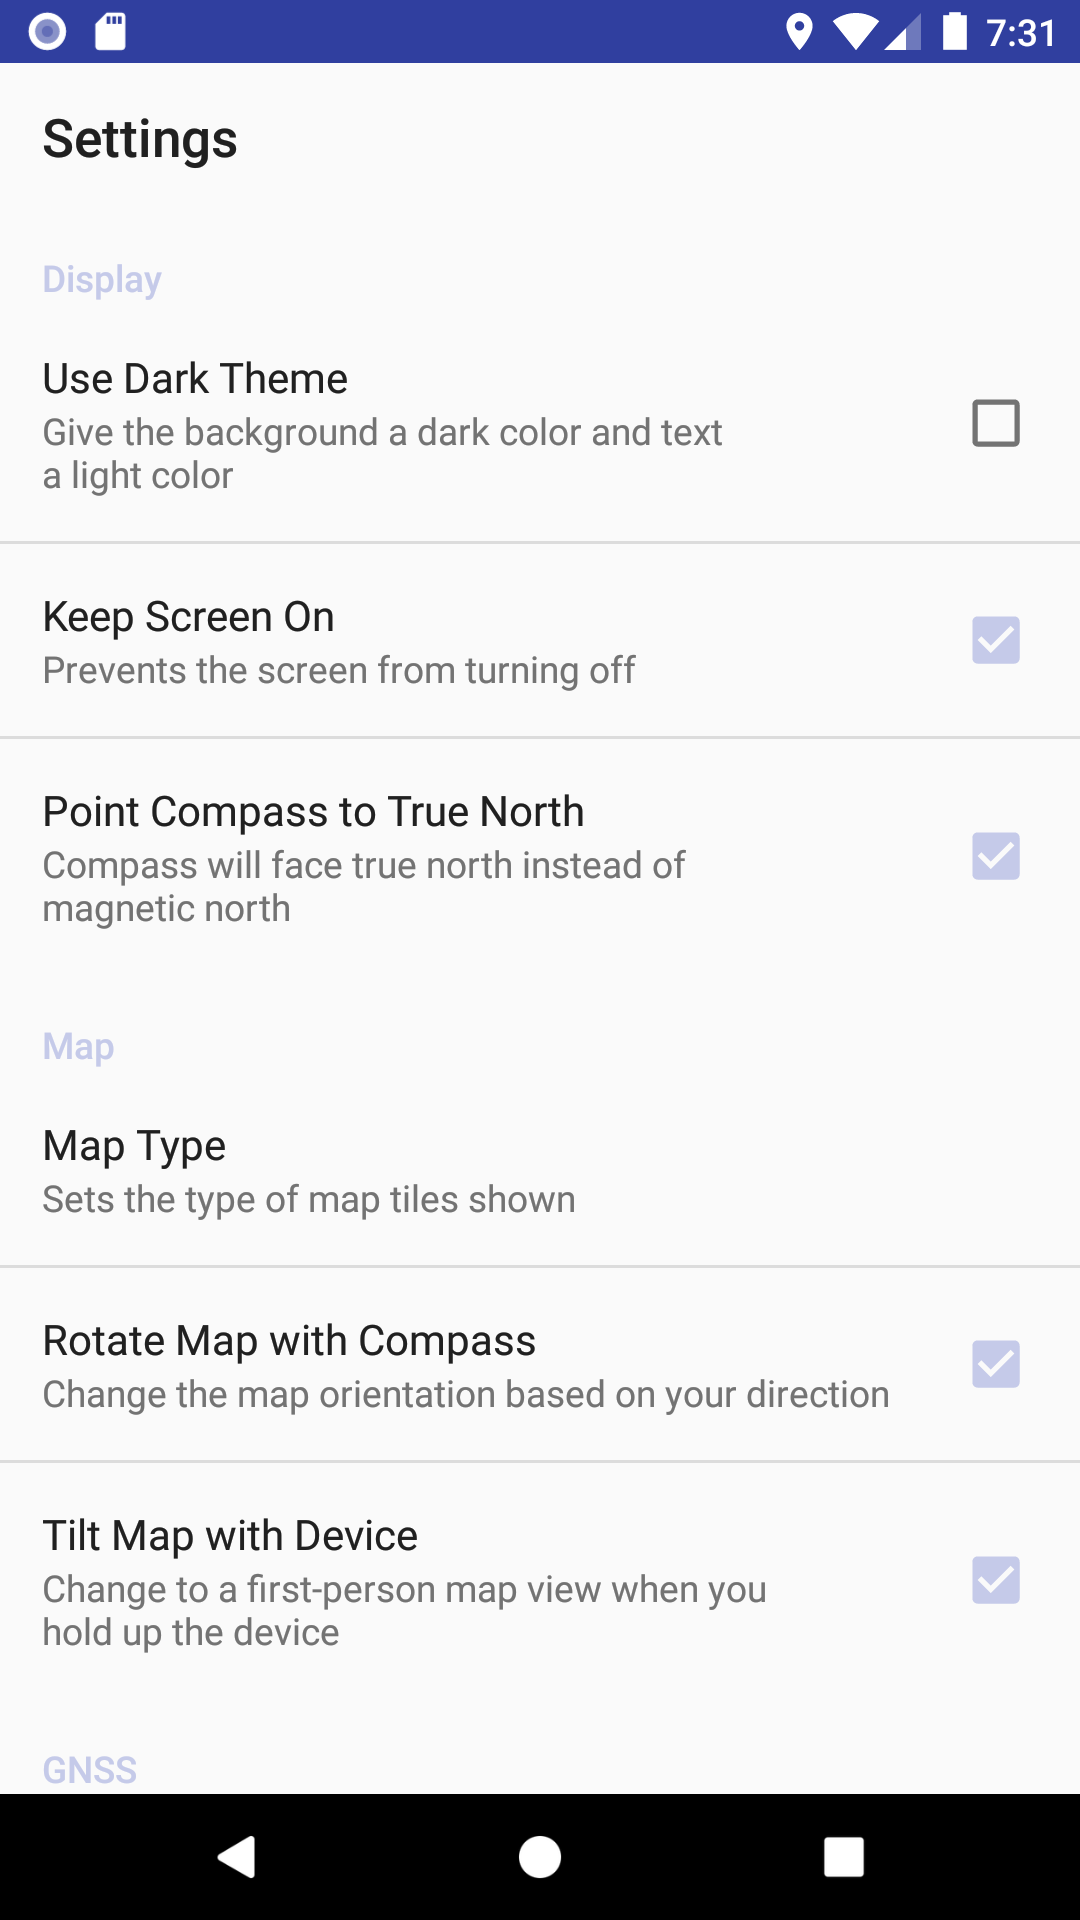 7:31
Settings
Display
Use Dark Theme
Give the background a dark color and text
a light color
Keep Screen On
Prevents the screen from turning off
Point Compass to True North
Compass will face true north instead of
magnetic north
Map
Map Type
Sets the type of map tiles shown
Rotate Map with Compass
Change the map orientation based on your direction
Tilt Map with Device
Change to a first-person map view when you
hold up the device
GNSS